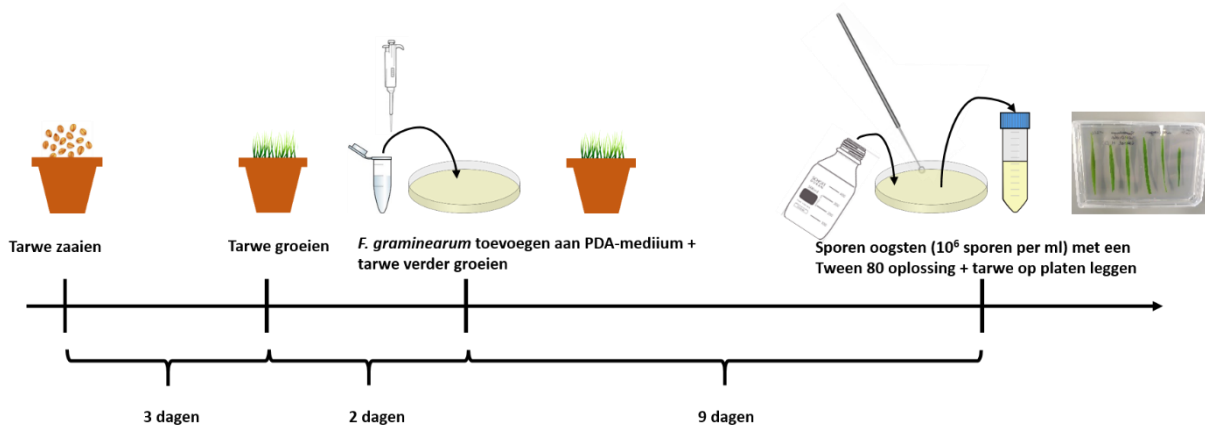 Tarwe zaaien
Tarwe groeien
F. graminearum toevoegen aan PDA-mediium +
tarwe verder groeien
Sporen oogsten (10⁶ sporen per ml) met een
Tween 80 oplossing + tarwe op platen leggen
3 dagen
2 dagen
9 dagen